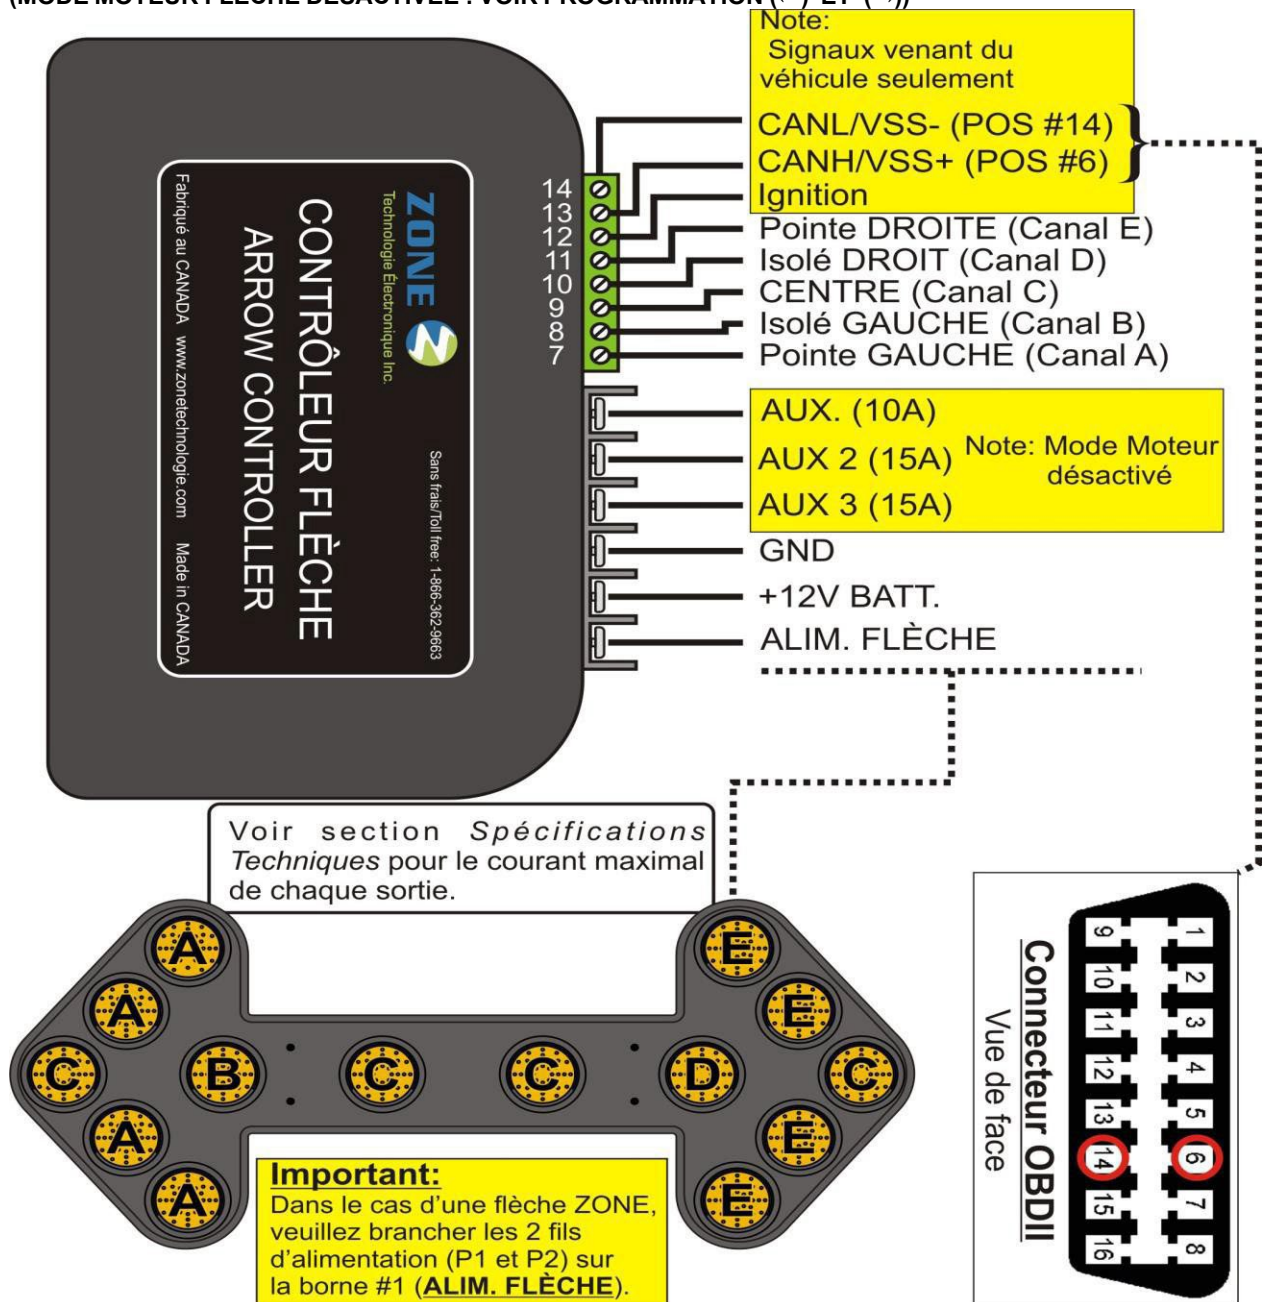 Note:
Signaux venant du
véhicule seulement
CANL/VSS- (POS #14)
CANH/VSS+ (POS #6)
Ignition
Pointe DROITE (Canal E)
Isolé DROIT (Canal D)
CENTRE (Canal C)
Isolé GAUCHE (Canal B)
Pointe GAUCHE (Canal A)
14
13
12
11
10
9
8
7
AUX. (10A)
AUX 2 (15A)
AUX 3 (15A)
Note: Mode Moteur
désactivé
GND
+12V BATT.
ALIM. FLÈCHE
ZONE
Technologie Électronique Inc.
CONTRÔLEUR FLÈCHE
ARROW CONTROLLER
Sans frais/Toll free: 1-866-362-9663
Fabriqué au CANADA www.zonetechnologie.com Made in CANADA
Voir section Spécifications
Techniques pour le courant maximal
de chaque sortie.
A E
A E
C B C C D C
A E
A E
Important:
Dans le cas d'une flèche ZONE,
veuillez brancher les 2 fils
d'alimentation (P1 et P2) sur
la borne #1 (ALIM. FLÈCHE).
Connecteur OBDII
Vue de face
1 2 3 4 5 6 7 8
9 10 11 12 13 14 15 16